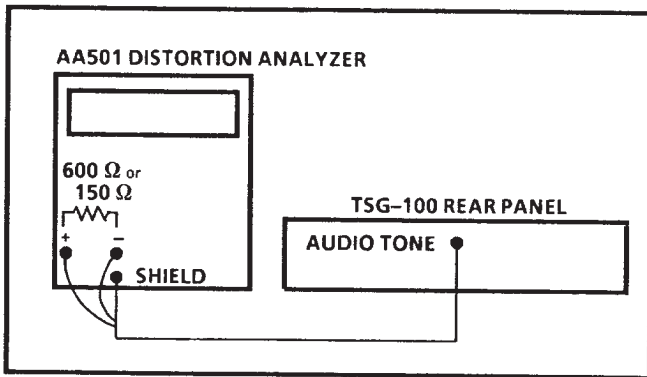 AA501 DISTORTION ANALYZER
600 Ω or
150 Ω
+ −
SHIELD
TSG–100 REAR PANEL
AUDIO TONE